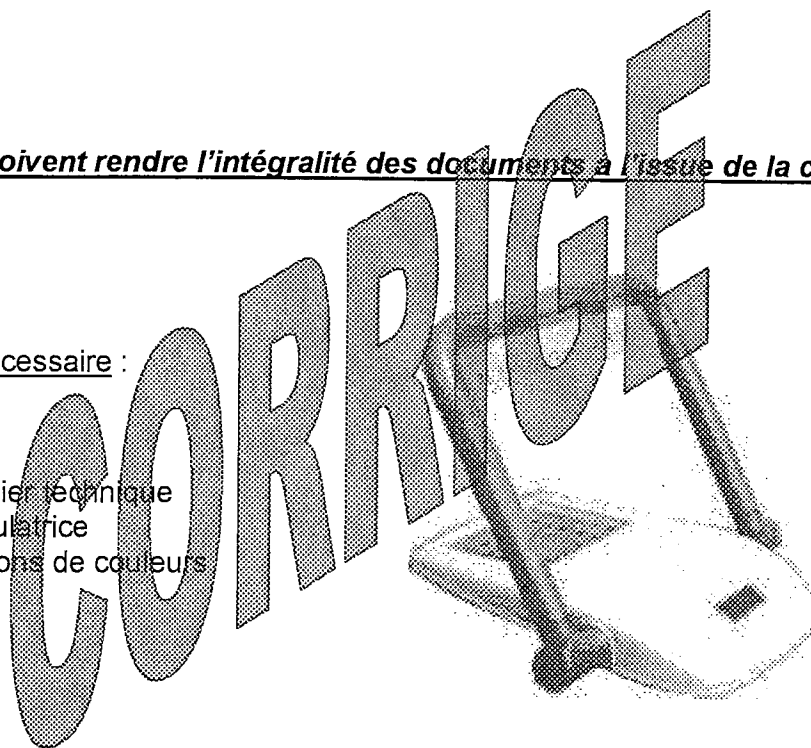 oivent rendre l'intégralité des documents a l'issue de la c
cessaire :
ier technique
ulatrice
ons de couleurs
CORRIGE